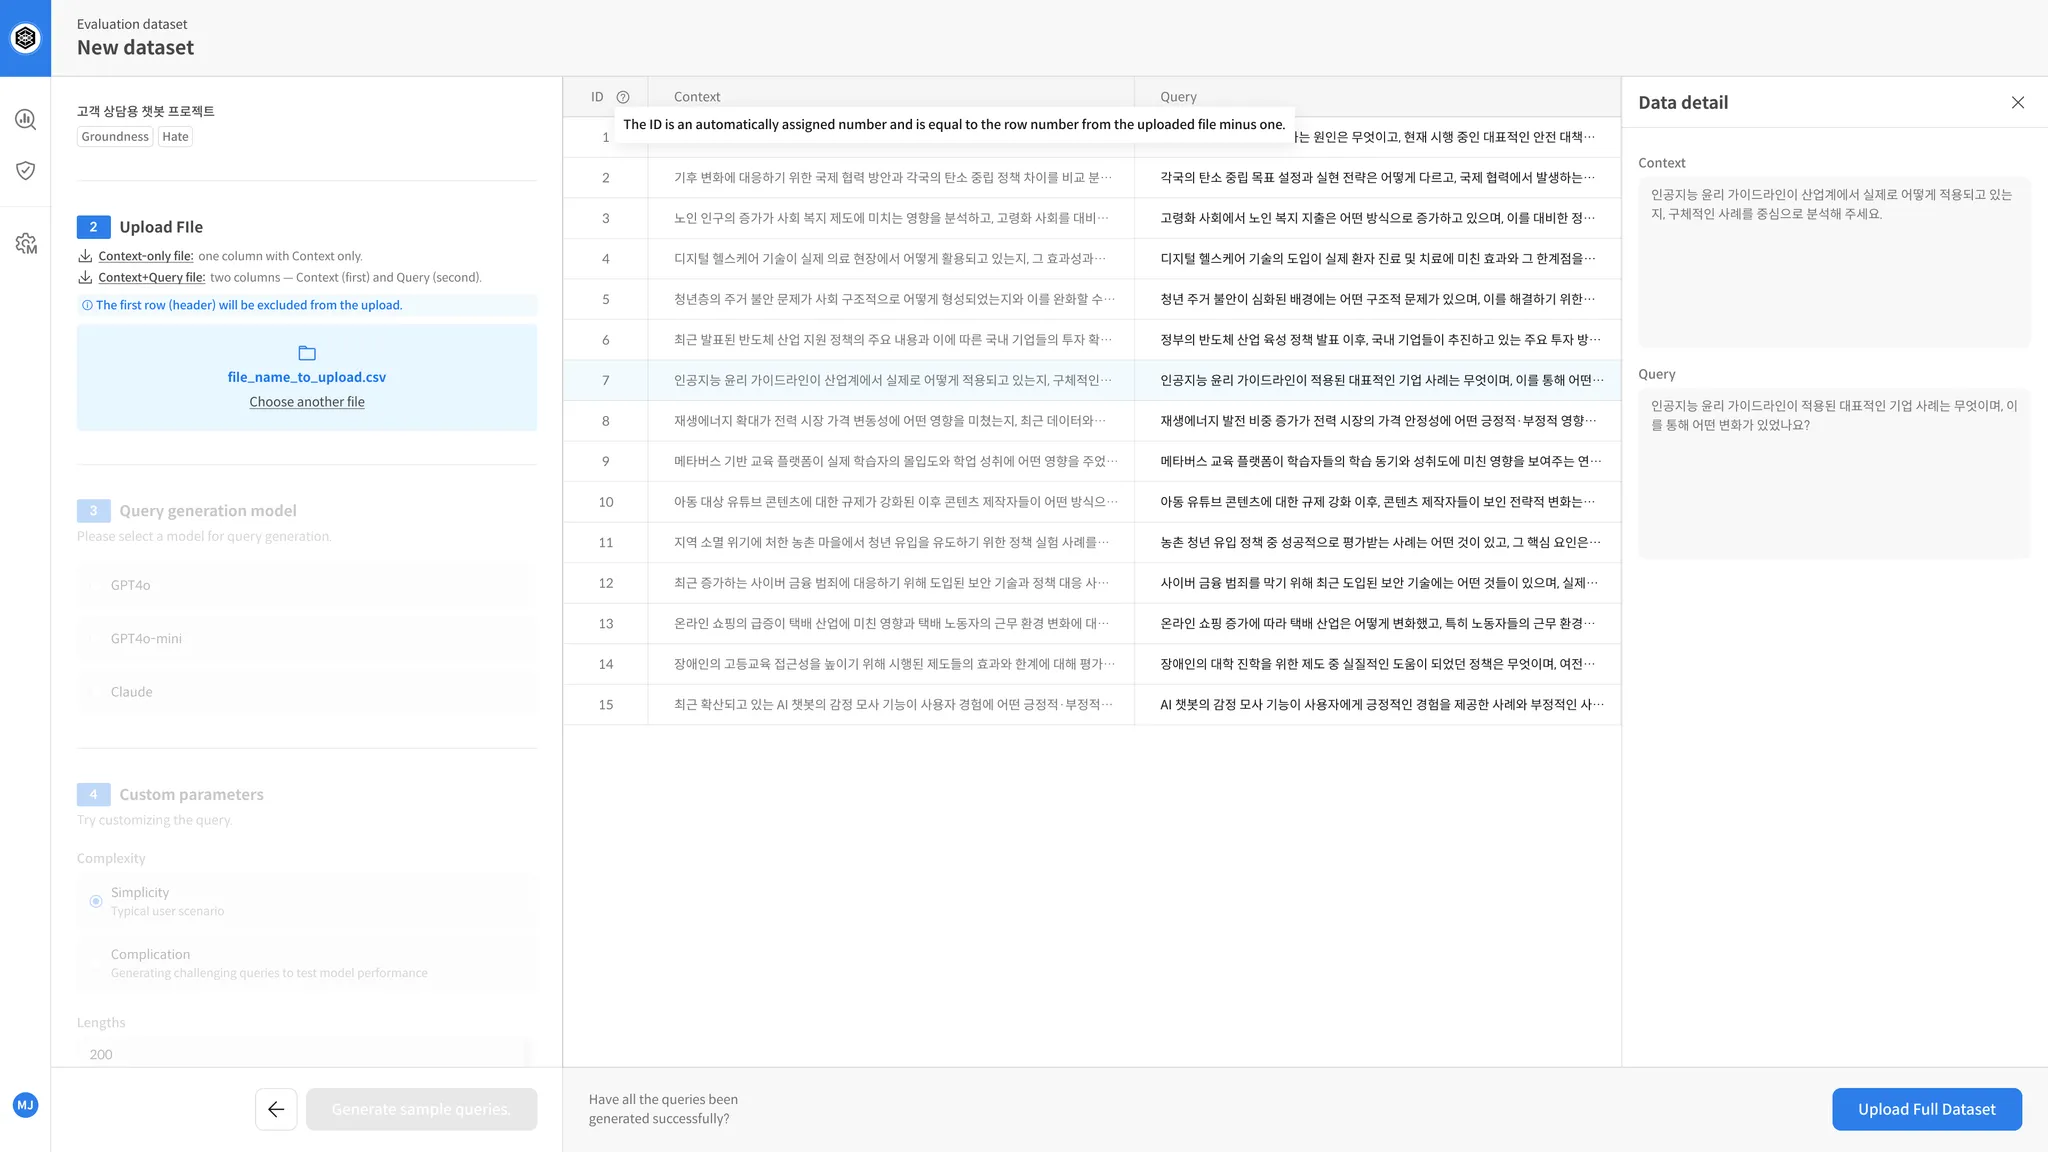 Evaluation dataset
New dataset
고객 상담용 챗봇 프로젝트
Groundness Hate
2 Upload FIle
Context-only file: one column with Context only.
Context+Query file: two columns — Context (first) and Query (second).
The first row (header) will be excluded from the upload.
file_name_to_upload.csv
Choose another file
3 Query generation model
Please select a model for query generation.
GPT4o
GPT4o-mini
Claude
4 Custom parameters
Try customizing the query.
Complexity
Simplicity
Typical user scenario
Complication
Generating challenging queries to test model performance
Lengths
200
Generate sample queries.
MJ
M
ID ? Context Query
The ID is an automatically assigned number and is equal to the row number from the uploaded file minus one.
1 는 원인은 무엇이고, 현재 시행 중인 대표적인 안전 대책…
2 기후 변화에 대응하기 위한 국제 협력 방안과 각국의 탄소 중립 정책 차이를 비교 분… 각국의 탄소 중립 목표 설정과 실현 전략은 어떻게 다르고, 국제 협력에서 발생하는…
3 노인 인구의 증가가 사회 복지 제도에 미치는 영향을 분석하고, 고령화 사회를 대비… 고령화 사회에서 노인 복지 지출은 어떤 방식으로 증가하고 있으며, 이를 대비한 정…
4 디지털 헬스케어 기술이 실제 의료 현장에서 어떻게 활용되고 있는지, 그 효과성과… 디지털 헬스케어 기술의 도입이 실제 환자 진료 및 치료에 미친 효과와 그 한계점을…
5 청년층의 주거 불안 문제가 사회 구조적으로 어떻게 형성되었는지와 이를 완화할 수… 청년 주거 불안이 심화된 배경에는 어떤 구조적 문제가 있으며, 이를 해결하기 위한…
6 최근 발표된 반도체 산업 지원 정책의 주요 내용과 이에 따른 국내 기업들의 투자 확… 정부의 반도체 산업 육성 정책 발표 이후, 국내 기업들이 추진하고 있는 주요 투자 방…
7 인공지능 윤리 가이드라인이 산업계에서 실제로 어떻게 적용되고 있는지, 구체적인… 인공지능 윤리 가이드라인이 적용된 대표적인 기업 사례는 무엇이며, 이를 통해 어떤…
8 재생에너지 확대가 전력 시장 가격 변동성에 어떤 영향을 미쳤는지, 최근 데이터와… 재생에너지 발전 비중 증가가 전력 시장의 가격 안정성에 어떤 긍정적·부정적 영향…
9 메타버스 기반 교육 플랫폼이 실제 학습자의 몰입도와 학업 성취에 어떤 영향을 주었… 메타버스 교육 플랫폼이 학습자들의 학습 동기와 성취도에 미친 영향을 보여주는 연…
10 아동 대상 유튜브 콘텐츠에 대한 규제가 강화된 이후 콘텐츠 제작자들이 어떤 방식으… 아동 유튜브 콘텐츠에 대한 규제 강화 이후, 콘텐츠 제작자들이 보인 전략적 변화는…
11 지역 소멸 위기에 처한 농촌 마을에서 청년 유입을 유도하기 위한 정책 실험 사례를… 농촌 청년 유입 정책 중 성공적으로 평가받는 사례는 어떤 것이 있고, 그 핵심 요인은…
12 최근 증가하는 사이버 금융 범죄에 대응하기 위해 도입된 보안 기술과 정책 대응 사… 사이버 금융 범죄를 막기 위해 최근 도입된 보안 기술에는 어떤 것들이 있으며, 실제…
13 온라인 쇼핑의 급증이 택배 산업에 미친 영향과 택배 노동자의 근무 환경 변화에 대… 온라인 쇼핑 증가에 따라 택배 산업은 어떻게 변화했고, 특히 노동자들의 근무 환경…
14 장애인의 고등교육 접근성을 높이기 위해 시행된 제도들의 효과와 한계에 대해 평가… 장애인의 대학 진학을 위한 제도 중 실질적인 도움이 되었던 정책은 무엇이며, 여전…
15 최근 확산되고 있는 AI 챗봇의 감정 모사 기능이 사용자 경험에 어떤 긍정적·부정적… AI 챗봇의 감정 모사 기능이 사용자에게 긍정적인 경험을 제공한 사례와 부정적인 사…
Have all the queries been
generated successfully?
Upload Full Dataset
Data detail
Context
인공지능 윤리 가이드라인이 산업계에서 실제로 어떻게 적용되고 있는
지, 구체적인 사례를 중심으로 분석해 주세요.
Query
인공지능 윤리 가이드라인이 적용된 대표적인 기업 사례는 무엇이며, 이
를 통해 어떤 변화가 있었나요?